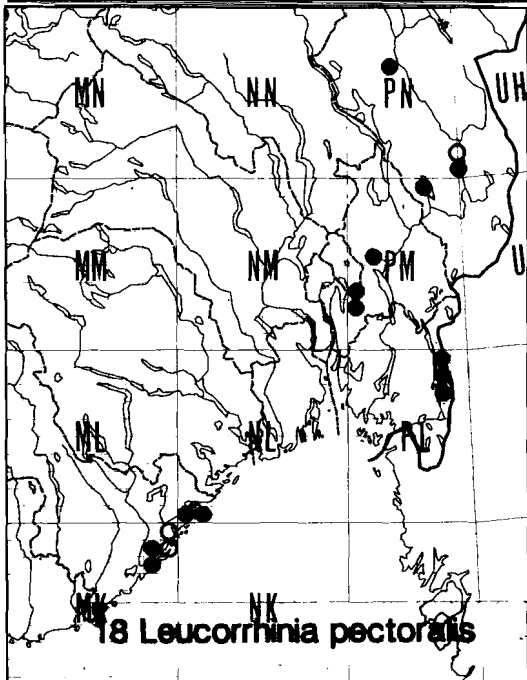 MN NN PN UH
MM NM PM U
ML NL PL
MK NK
18 Leucorrhinia pectoralis